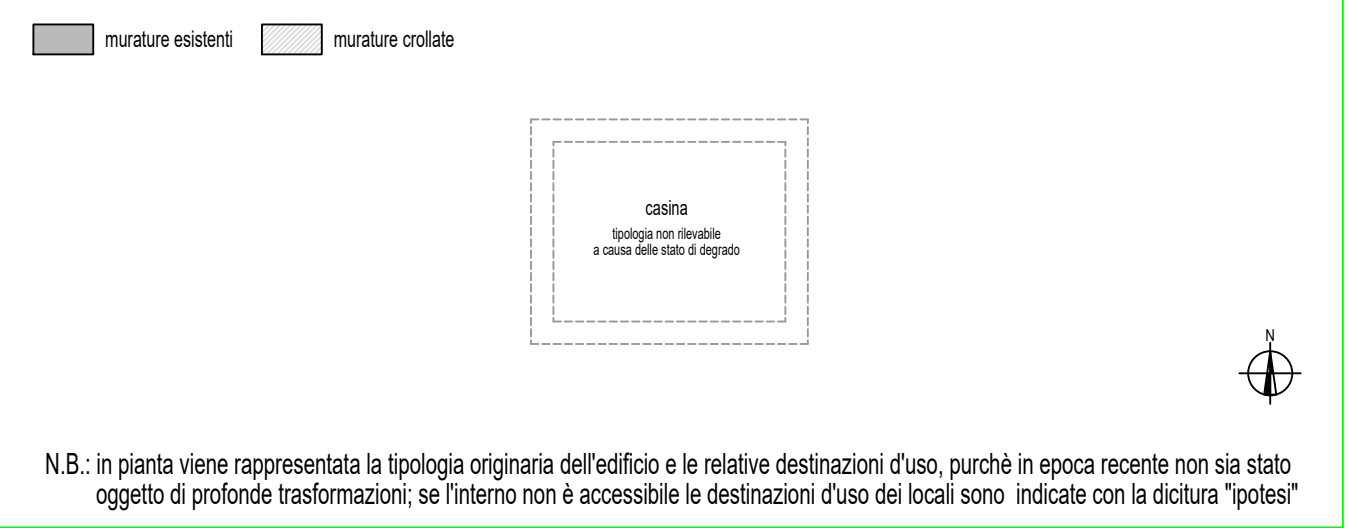 murature esistenti murature crollate
casina
tipologia non rilevabile
a causa delle stato di degrado
N
N.B.: in pianta viene rappresentata la tipologia originaria dell'edificio e le relative destinazioni d'uso, purchè in epoca recente non sia stato
oggetto di profonde trasformazioni; se l'interno non è accessibile le destinazioni d'uso dei locali sono indicate con la dicitura "ipotesi"